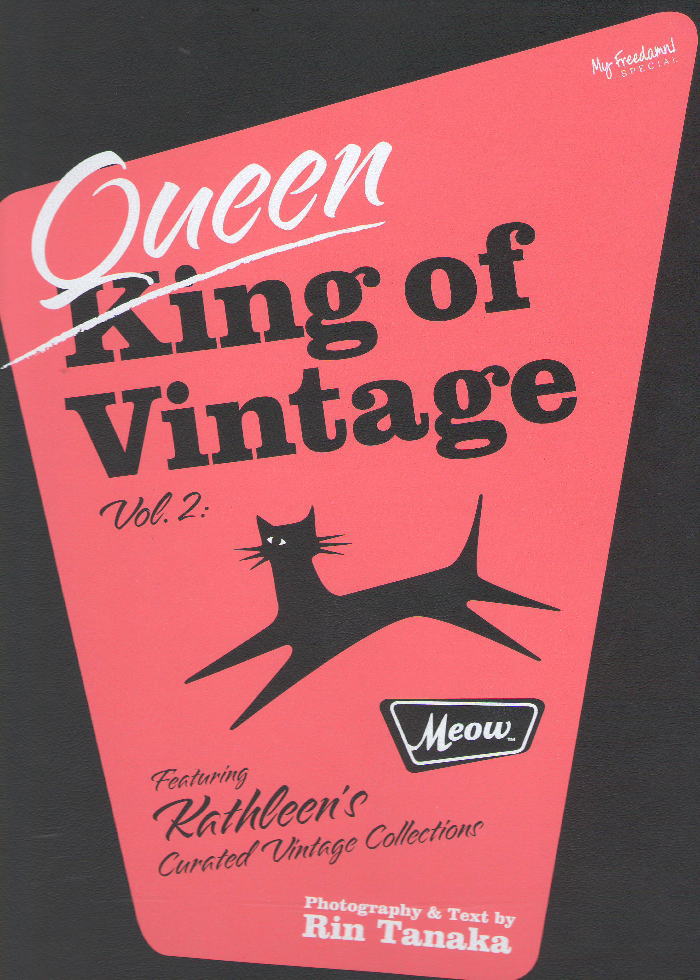 My Freedamn!
SPECIAL
Queen
King of
Vintage
Vol. 2:
Meow™
Featuring
Kathleen's
Curated Vintage Collections
Photography & Text by
Rin Tanaka